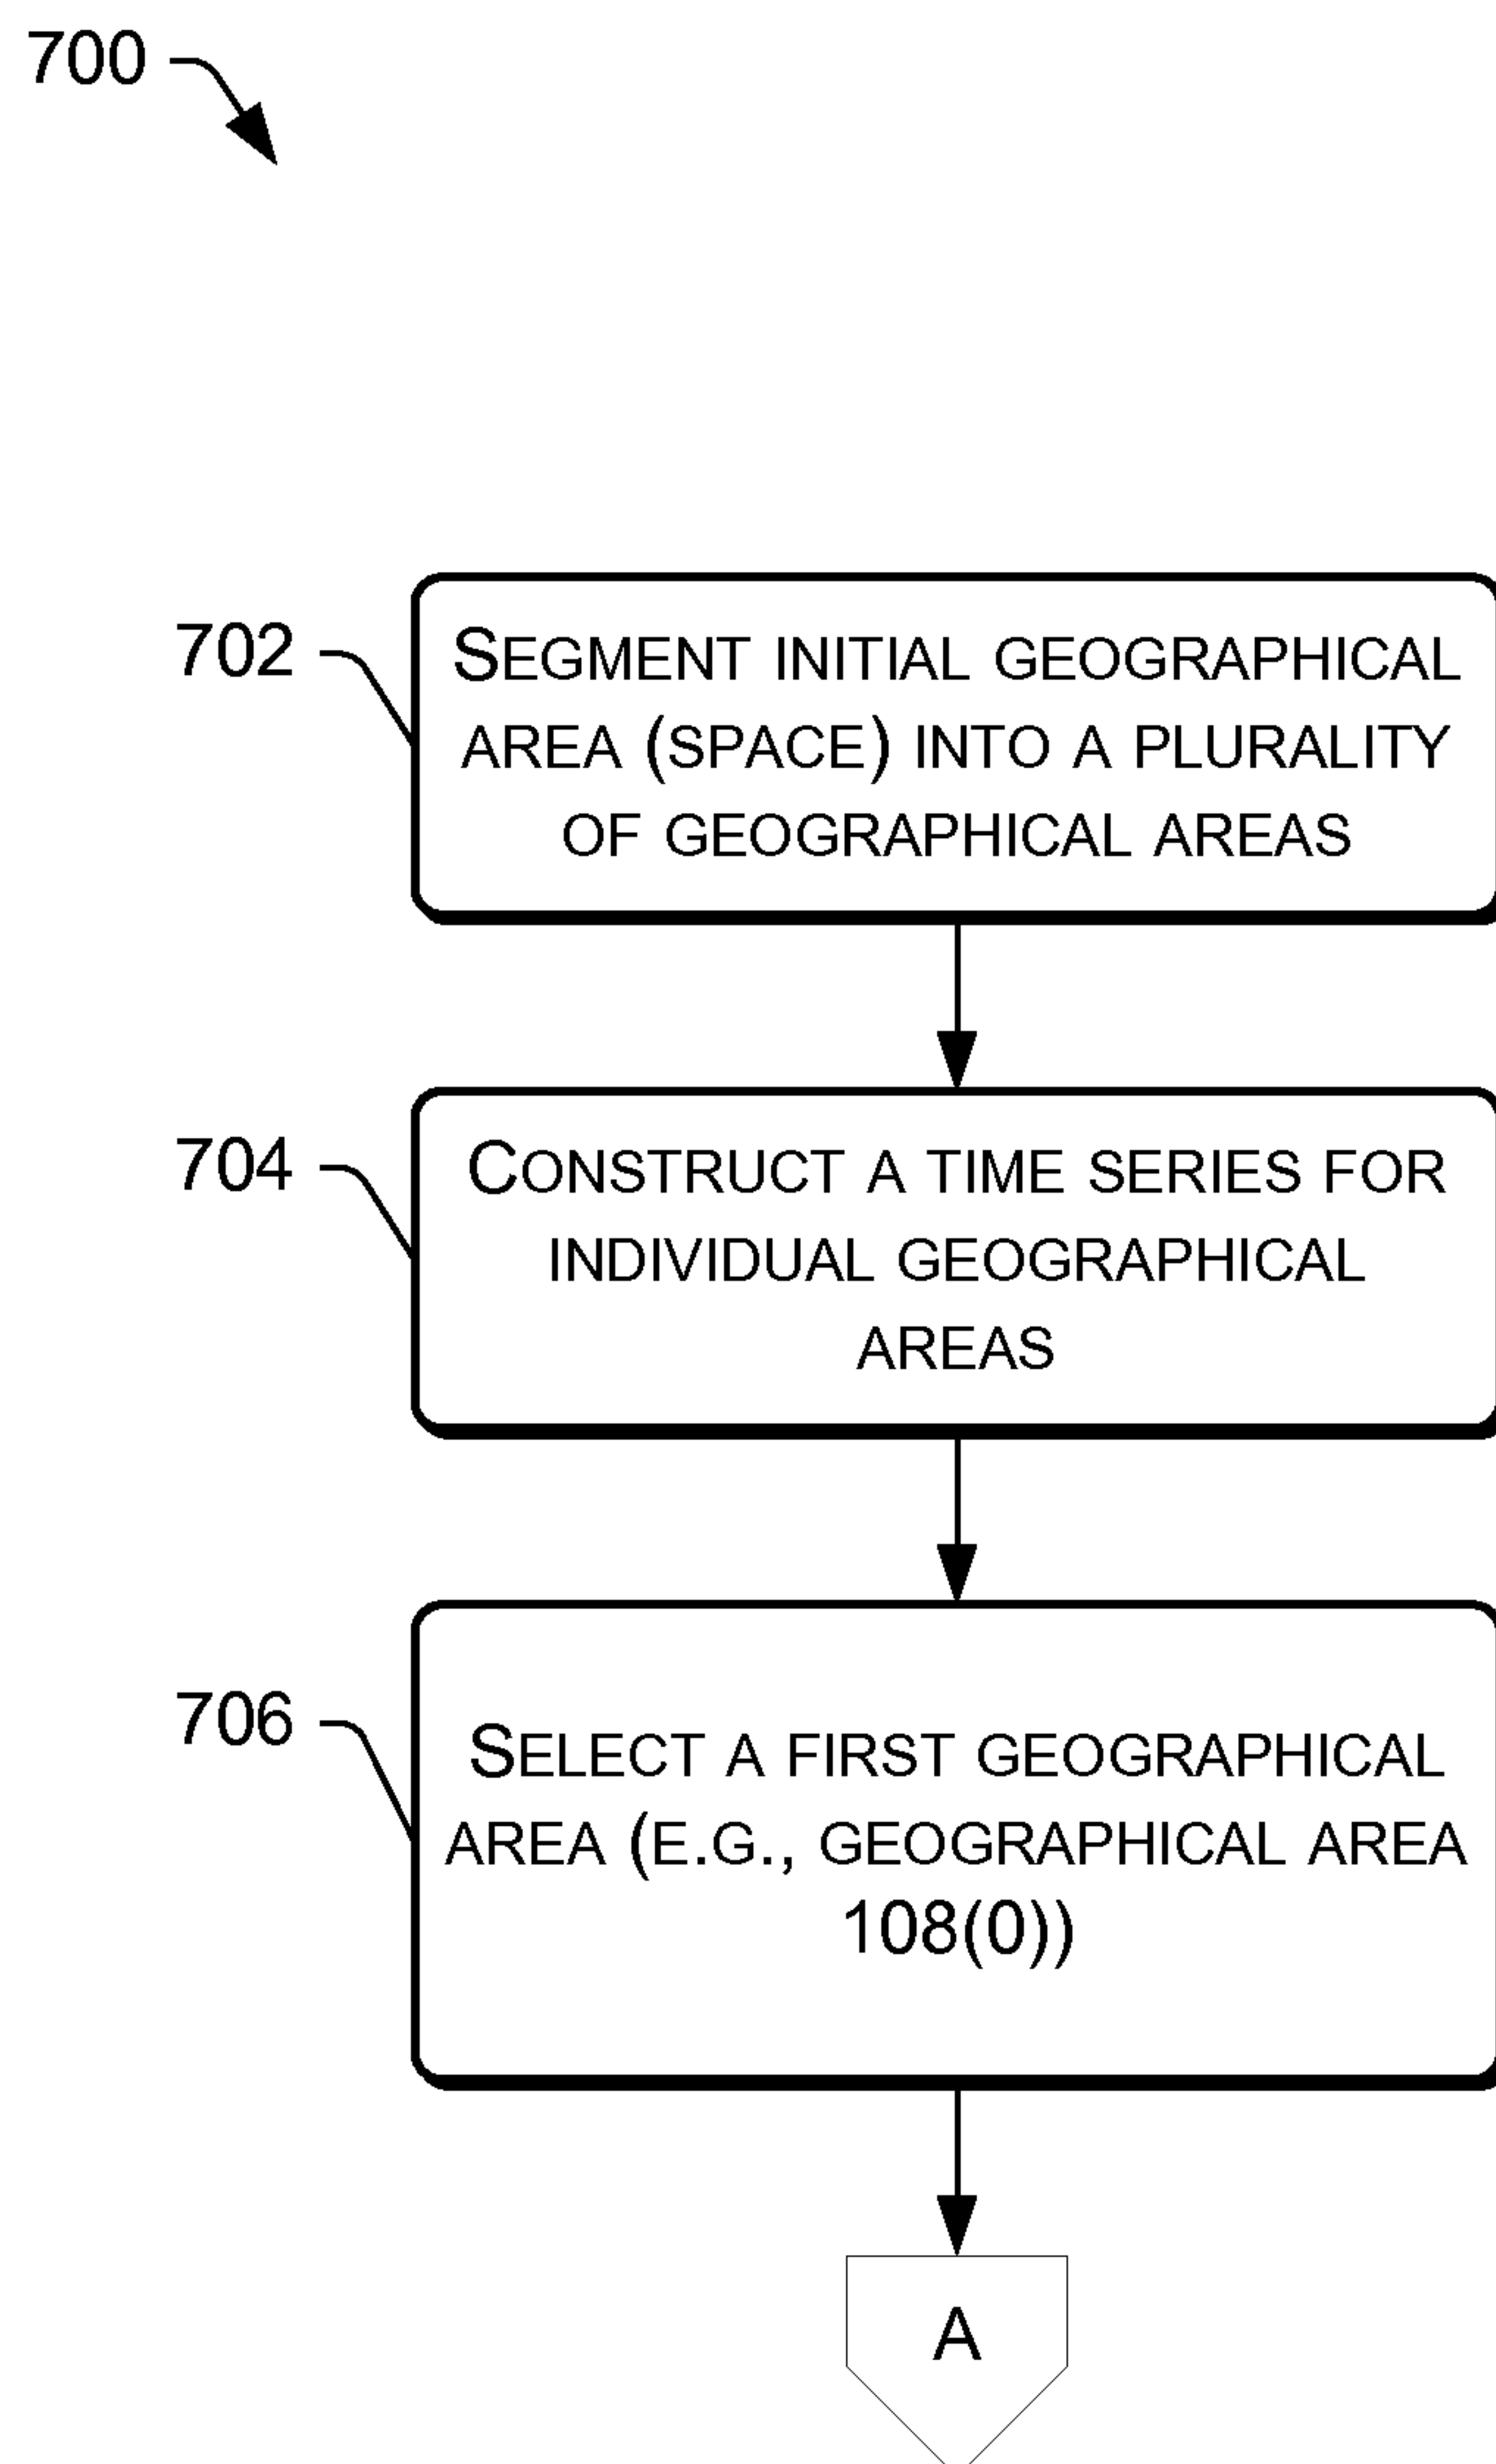 700
702
SEGMENT INITIAL GEOGRAPHICAL
AREA (SPACE) INTO A PLURALITY
OF GEOGRAPHICAL AREAS
704
CONSTRUCT A TIME SERIES FOR
INDIVIDUAL GEOGRAPHICAL
AREAS
706
SELECT A FIRST GEOGRAPHICAL
AREA (E.G., GEOGRAPHICAL AREA
108(0))
A